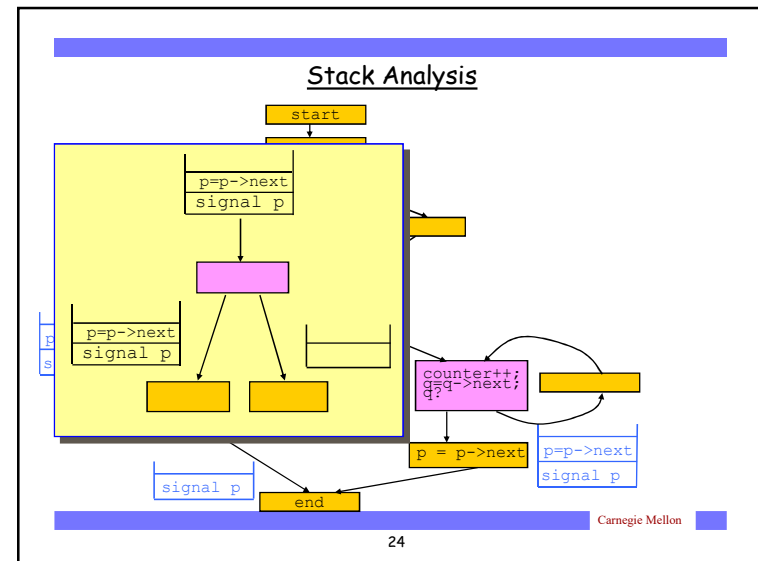 Stack Analysis
start
p=p->next
signal p
p=p->next
signal p
p
s
counter++;
q=q->next;
q?
p = p->next
p=p->next
signal p
signal p
end
Carnegie Mellon
24